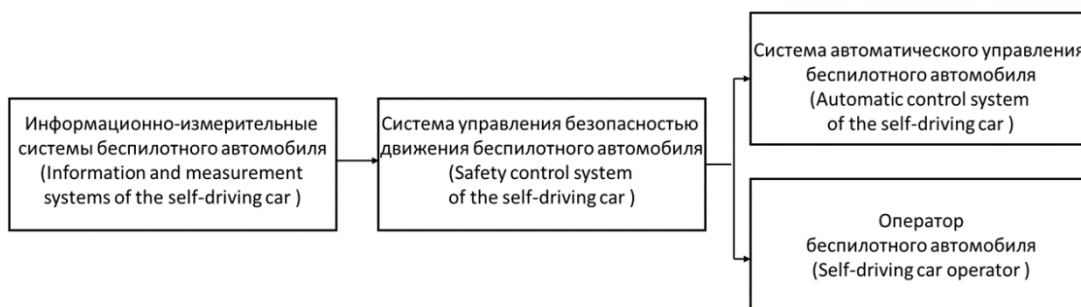 Информационно-измерительные
системы беспилотного автомобиля
(Information and measurement
systems of the self-driving car )
Система управления безопасностью
движения беспилотного автомобиля
(Safety control system
of the self-driving car )
Система автоматического управления
беспилотного автомобиля
(Automatic control system
of the self-driving car )
Оператор
беспилотного автомобиля
(Self-driving car operator )